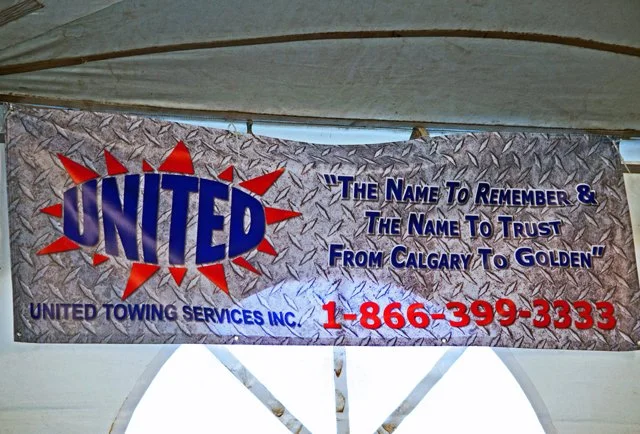 UNITED
UNITED TOWING SERVICES INC.
"THE NAME TO REMEMBER &
THE NAME TO TRUST
FROM CALGARY TO GOLDEN"
1-866-399-3333